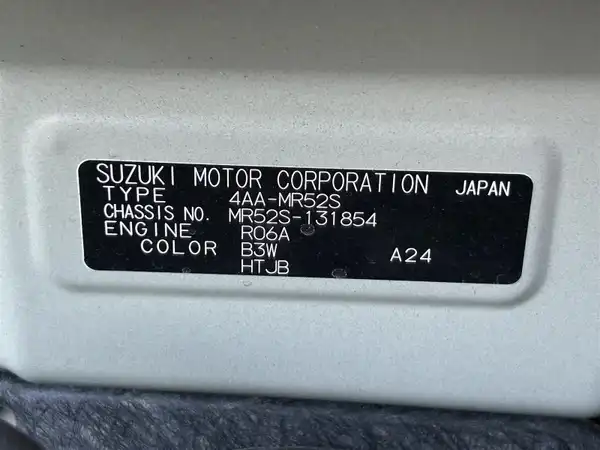 SUZUKI MOTOR CORPORATION JAPAN
TYPE 4AA-MR52S
CHASSIS NO. MR52S-131854
ENGINE R06A
COLOR B3W A24
HTJB